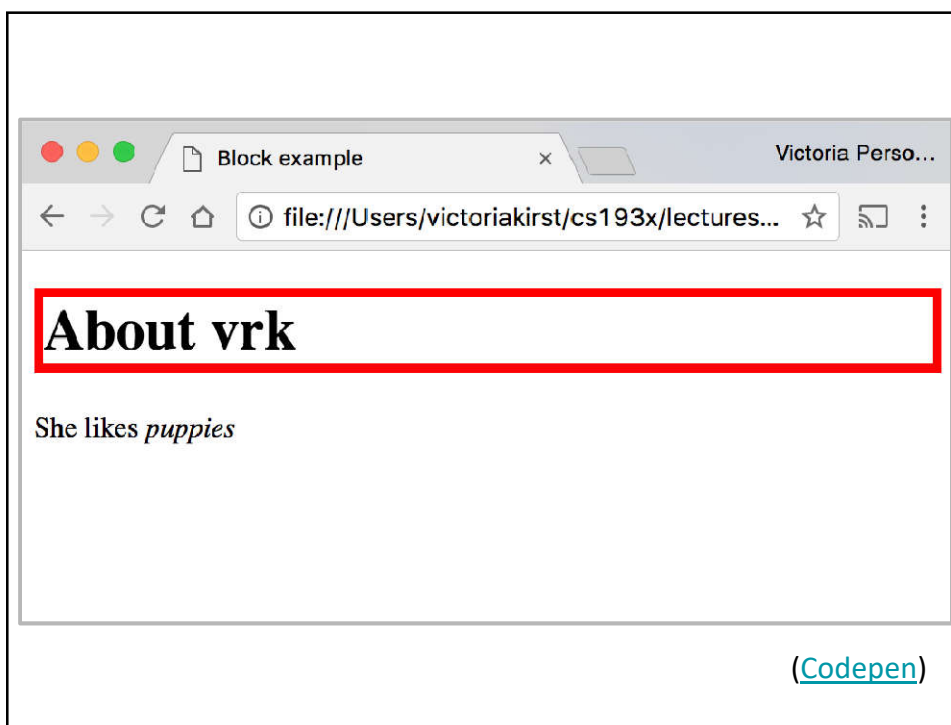 Block example × Victoria Perso...
file:///Users/victoriakirst/cs193x/lectures...
About vrk
She likes puppies
(Codepen)